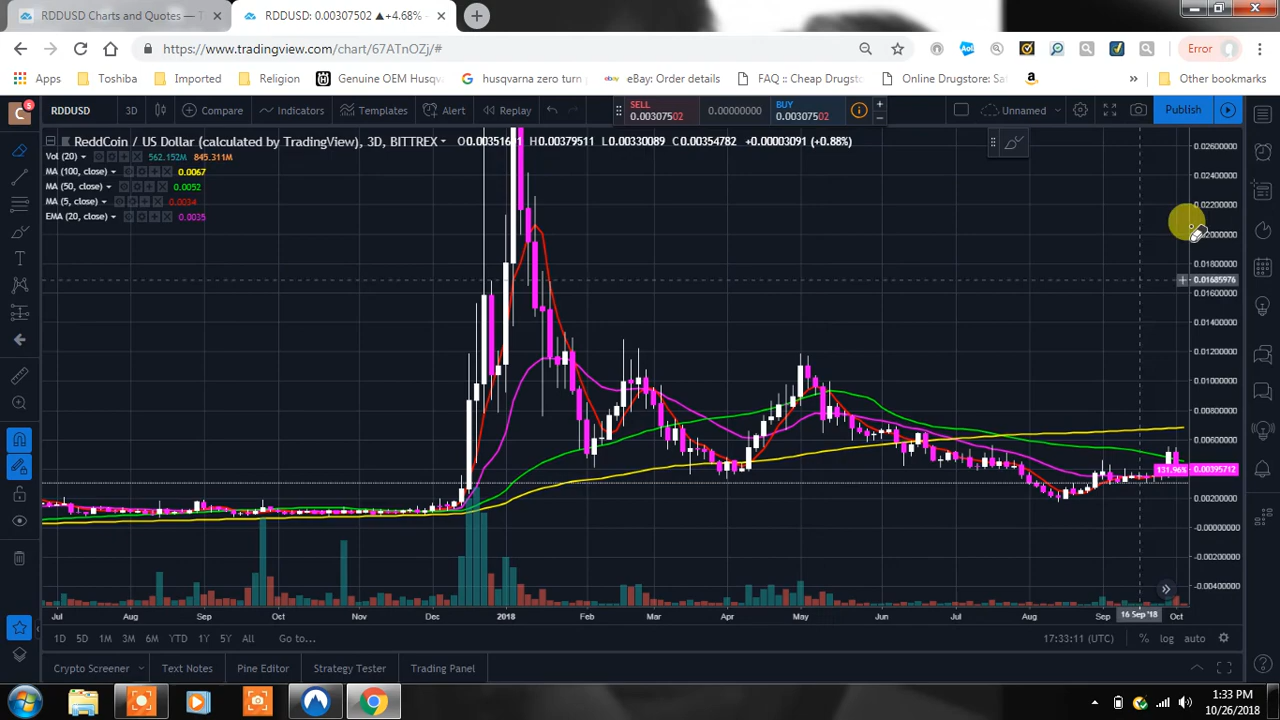 RDDUSD Charts and Quotes — T
RDDUSD: 0.00307502 ▲+4.68% -
https://www.tradingview.com/chart/67ATnOZj/#
Error
Apps Toshiba Imported Religion Genuine OEM Husqv G husqvarna zero turn p eBay: Order details FAQ :: Cheap Drugsto Online Drugstore: Sal » Other bookmarks
C 5 RDDUSD 3D Compare Indicators Templates Alert Replay SELL 0.00307502 0.00000000 BUY 0.00307502 Unnamed Publish
ReddCoin / US Dollar (calculated by TradingView), 3D, BITTREX H0.00379511 L0.00330089 C0.00354782 +0.00003091 (+0.88%)
Vol (20) 562.152M 845.311M
MA (100, close) 0.0067
MA (50, close) 0.0052
MA (5, close) 0.0034
EMA (20, close) 0.0035
0.02600000
0.02400000
0.02200000
0.01800000
0.01685976
0.01600000
0.01400000
0.01200000
0.01000000
0.00800000
0.00600000
131.96% 0.00395712
0.00200000
-0.00000000
-0.00200000
-0.00400000
Jul Aug Sep Oct Nov Dec 2018 Feb Mar Apr May Jun Jul Aug Sep 16 Sep '18 Oct
1D 5D 1M 3M 6M YTD 1Y 5Y All Go to... 17:33:11 (UTC) % log auto
Crypto Screener Text Notes Pine Editor Strategy Tester Trading Panel
1:33 PM
10/26/2018